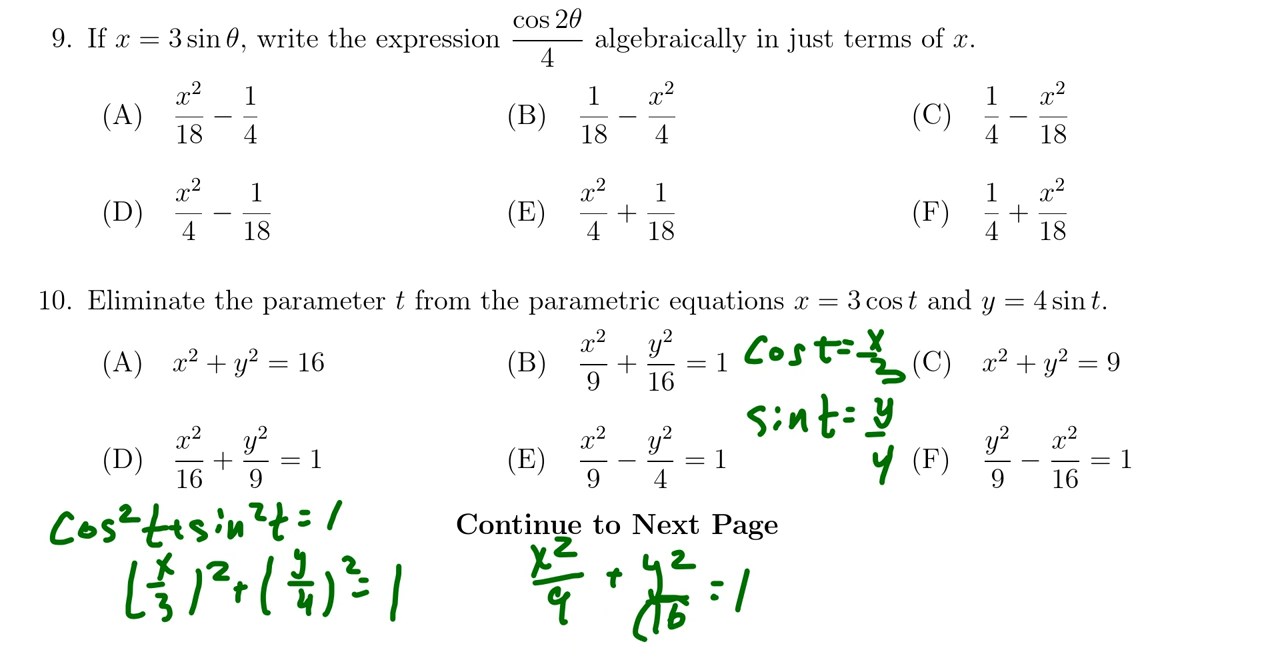 9. If x = 3 sin θ, write the expression cos 2θ/4 algebraically in just terms of x.
(A) x²/18 − 1/4 (B) 1/18 − x²/4 (C) 1/4 − x²/18
(D) x²/4 − 1/18 (E) x²/4 + 1/18 (F) 1/4 + x²/18
10. Eliminate the parameter t from the parametric equations x = 3 cos t and y = 4 sin t.
(A) x² + y² = 16 (B) x²/9 + y²/16 = 1 (C) x² + y² = 9
cos t = x/3
sin t = y/4
(D) x²/16 + y²/9 = 1 (E) x²/9 − y²/4 = 1 (F) y²/9 − x²/16 = 1
cos²t + sin²t = 1
Continue to Next Page
(x/3)² + (y/4)² = 1
x²/9 + y²/16 = 1